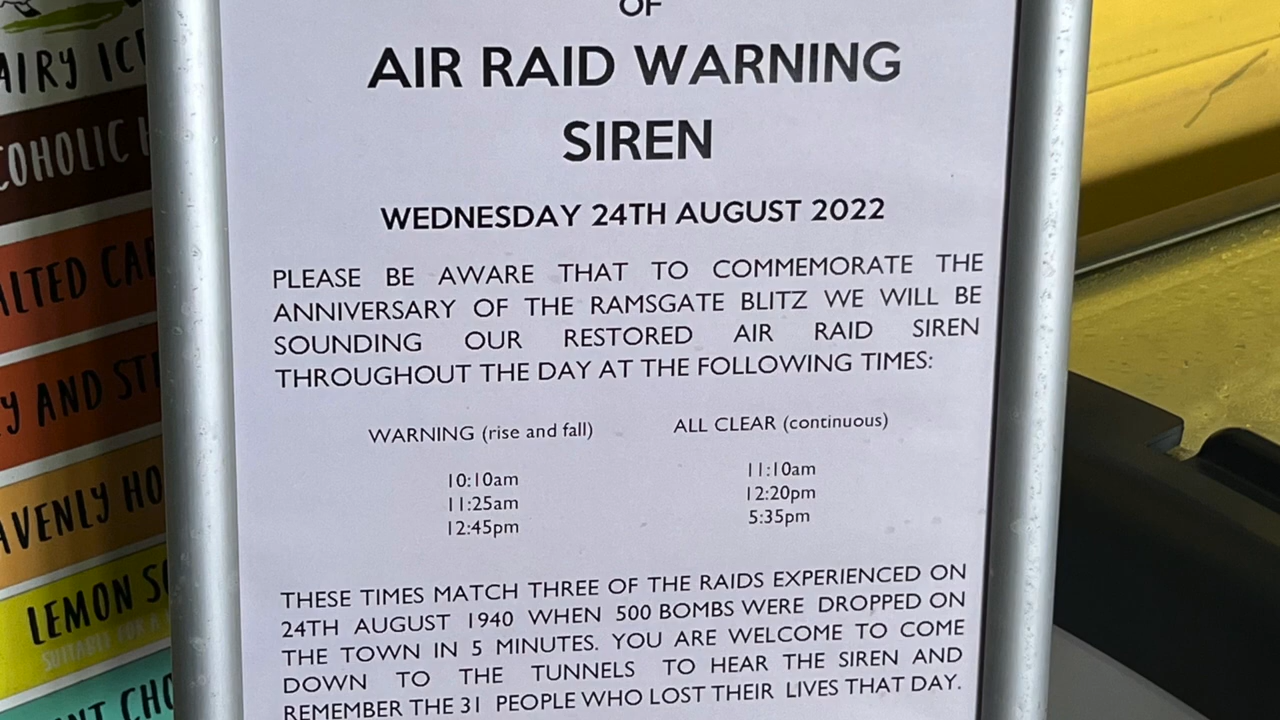 OF
AIR RAID WARNING
SIREN
WEDNESDAY 24TH AUGUST 2022
PLEASE BE AWARE THAT TO COMMEMORATE THE
ANNIVERSARY OF THE RAMSGATE BLITZ WE WILL BE
SOUNDING OUR RESTORED AIR RAID SIREN
THROUGHOUT THE DAY AT THE FOLLOWING TIMES:
WARNING (rise and fall) ALL CLEAR (continuous)
10:10am 11:10am
11:25am 12:20pm
12:45pm 5:35pm
THESE TIMES MATCH THREE OF THE RAIDS EXPERIENCED ON
24TH AUGUST 1940 WHEN 500 BOMBS WERE DROPPED ON
THE TOWN IN 5 MINUTES. YOU ARE WELCOME TO COME
DOWN TO THE TUNNELS TO HEAR THE SIREN AND
REMEMBER THE 31 PEOPLE WHO LOST THEIR LIVES THAT DAY.
AIRY IC
COHOLIC
LTED CA
Y AND ST
AVENLY HO
LEMON S
SUITABLE FOR A
NT CHO